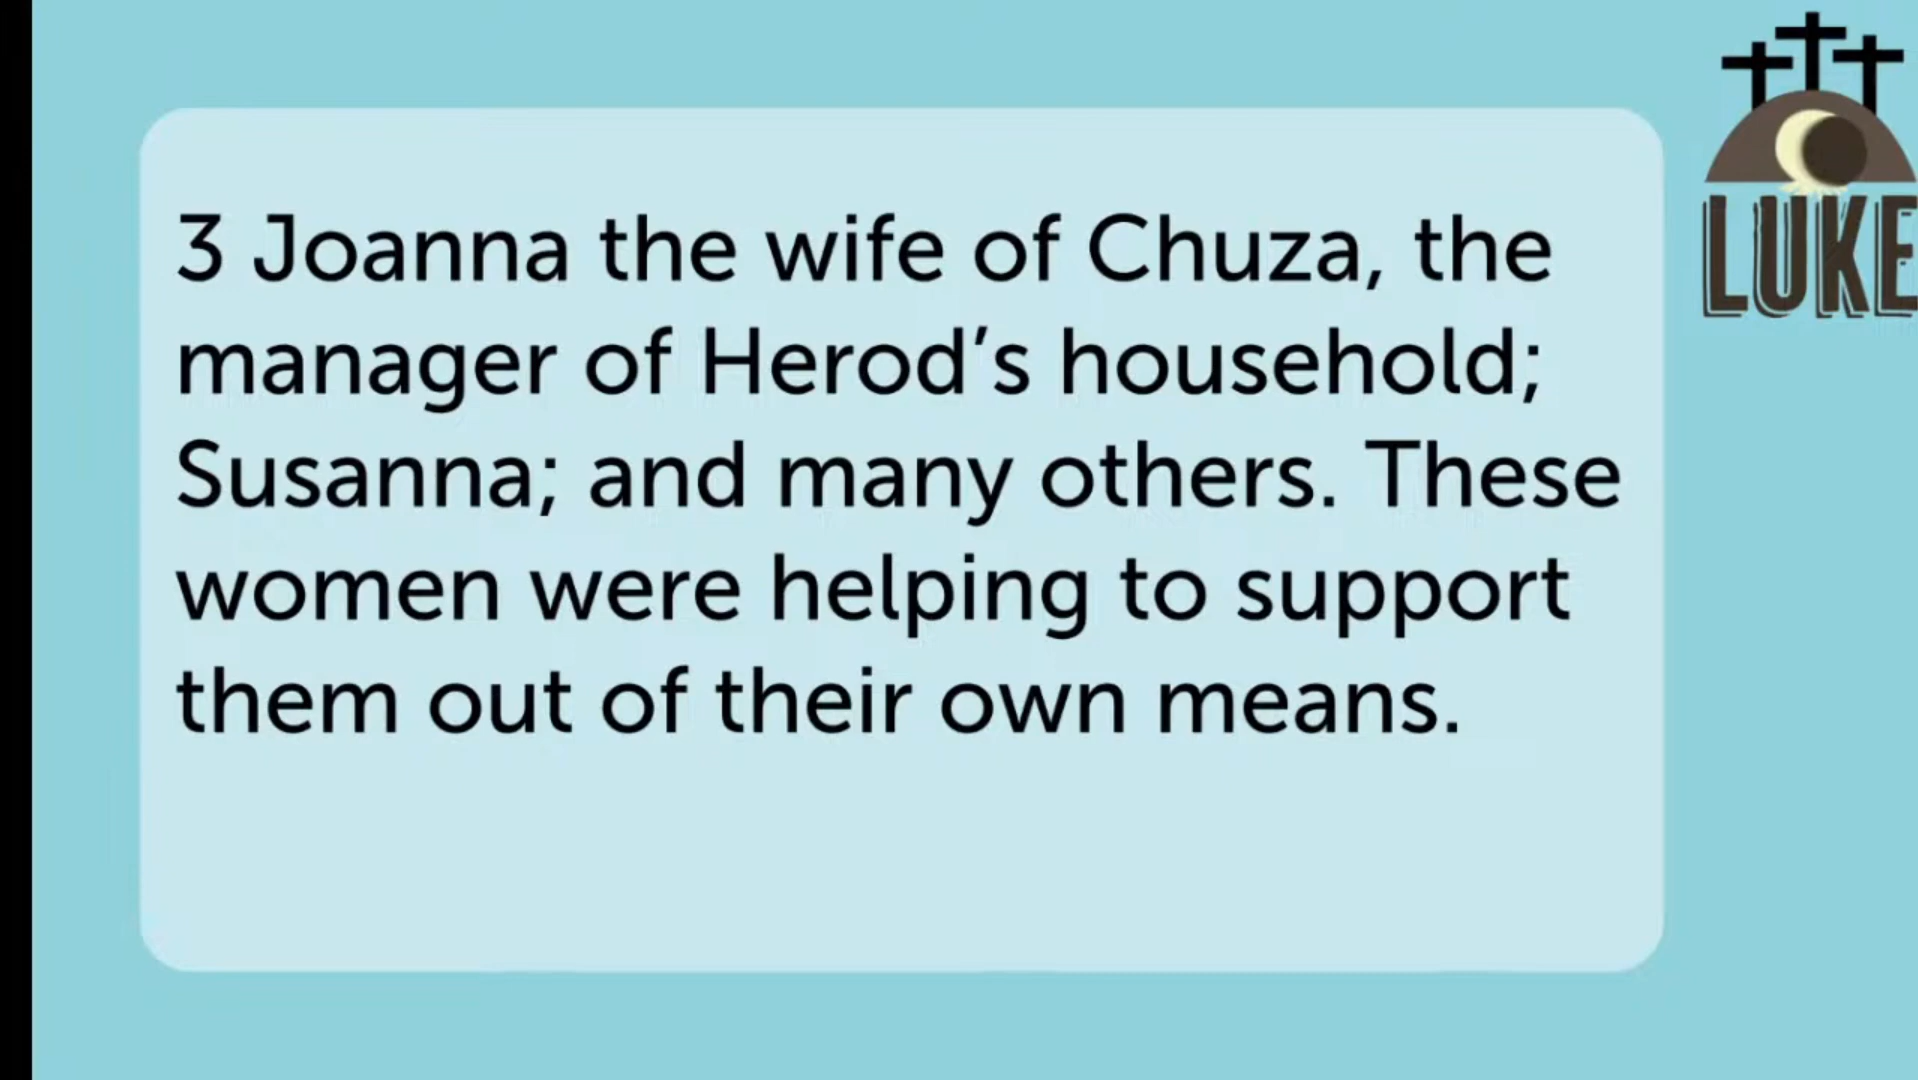 3 Joanna the wife of Chuza, the
manager of Herod’s household;
Susanna; and many others. These
women were helping to support
them out of their own means.
LUKE